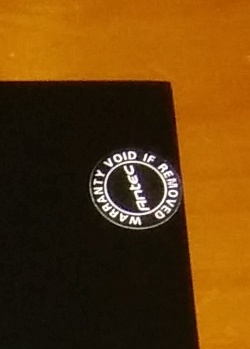 WARRANTY VOID IF REMOVED
Antec